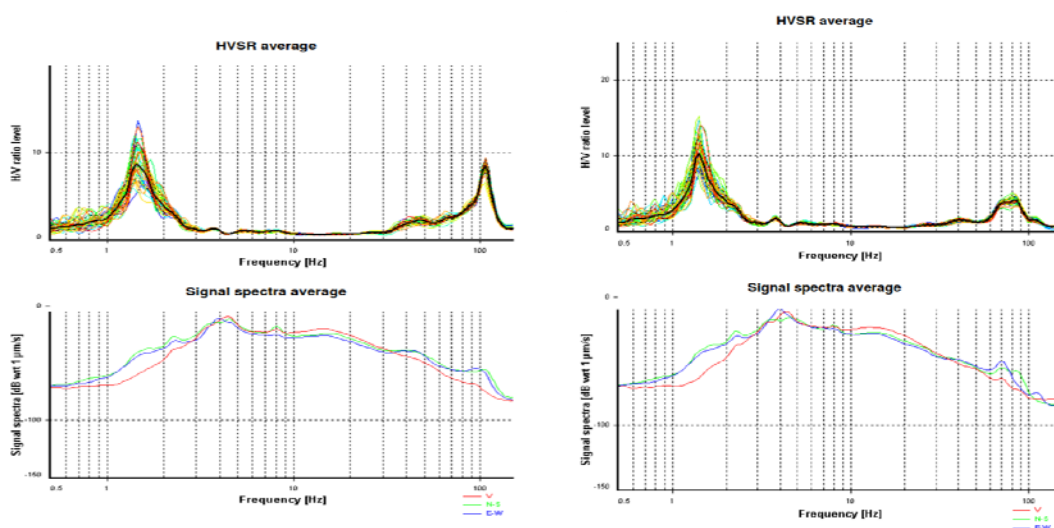 HVSR average
H/V ratio level
10
0
0.5
1
10
100
Frequency [Hz]
Signal spectra average
Signal spectra [dB wrt 1 µm/s]
0
-100
-150
0.5
1
10
100
Frequency [Hz]
V
N-S
E-W
HVSR average
H/V ratio level
20
10
0
0.5
1
10
100
Frequency [Hz]
Signal spectra average
Signal spectra [dB wrt 1 µm/s]
0
-100
-150
0.5
1
10
100
Frequency [Hz]
V
N-S
E-W